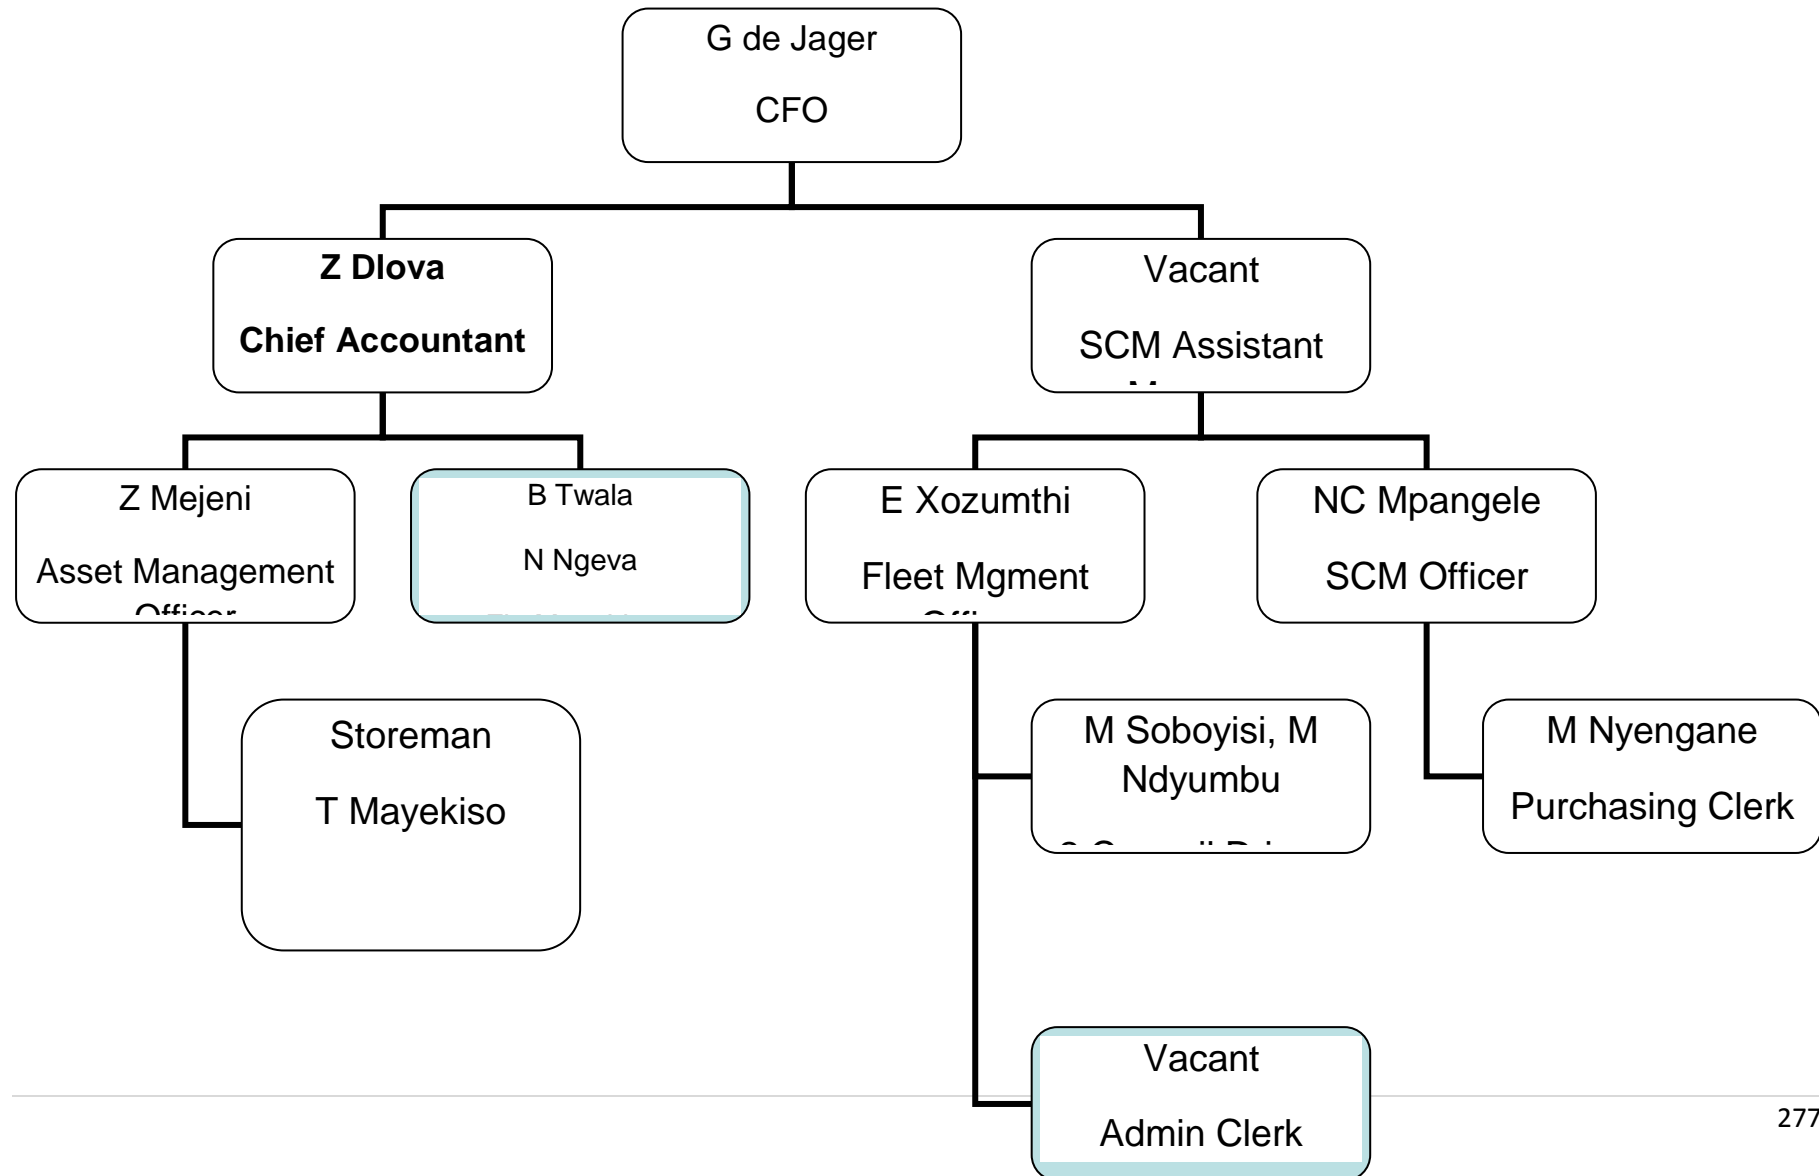 G de Jager
CFO
Z Dlova
Chief Accountant
Vacant
SCM Assistant
Z Mejeni
Asset Management
Officer
B Twala
N Ngeva
E Xozumthi
Fleet Mgment
NC Mpangele
SCM Officer
Storeman
T Mayekiso
M Soboyisi, M
Ndyumbu
M Nyengane
Purchasing Clerk
Vacant
Admin Clerk
277